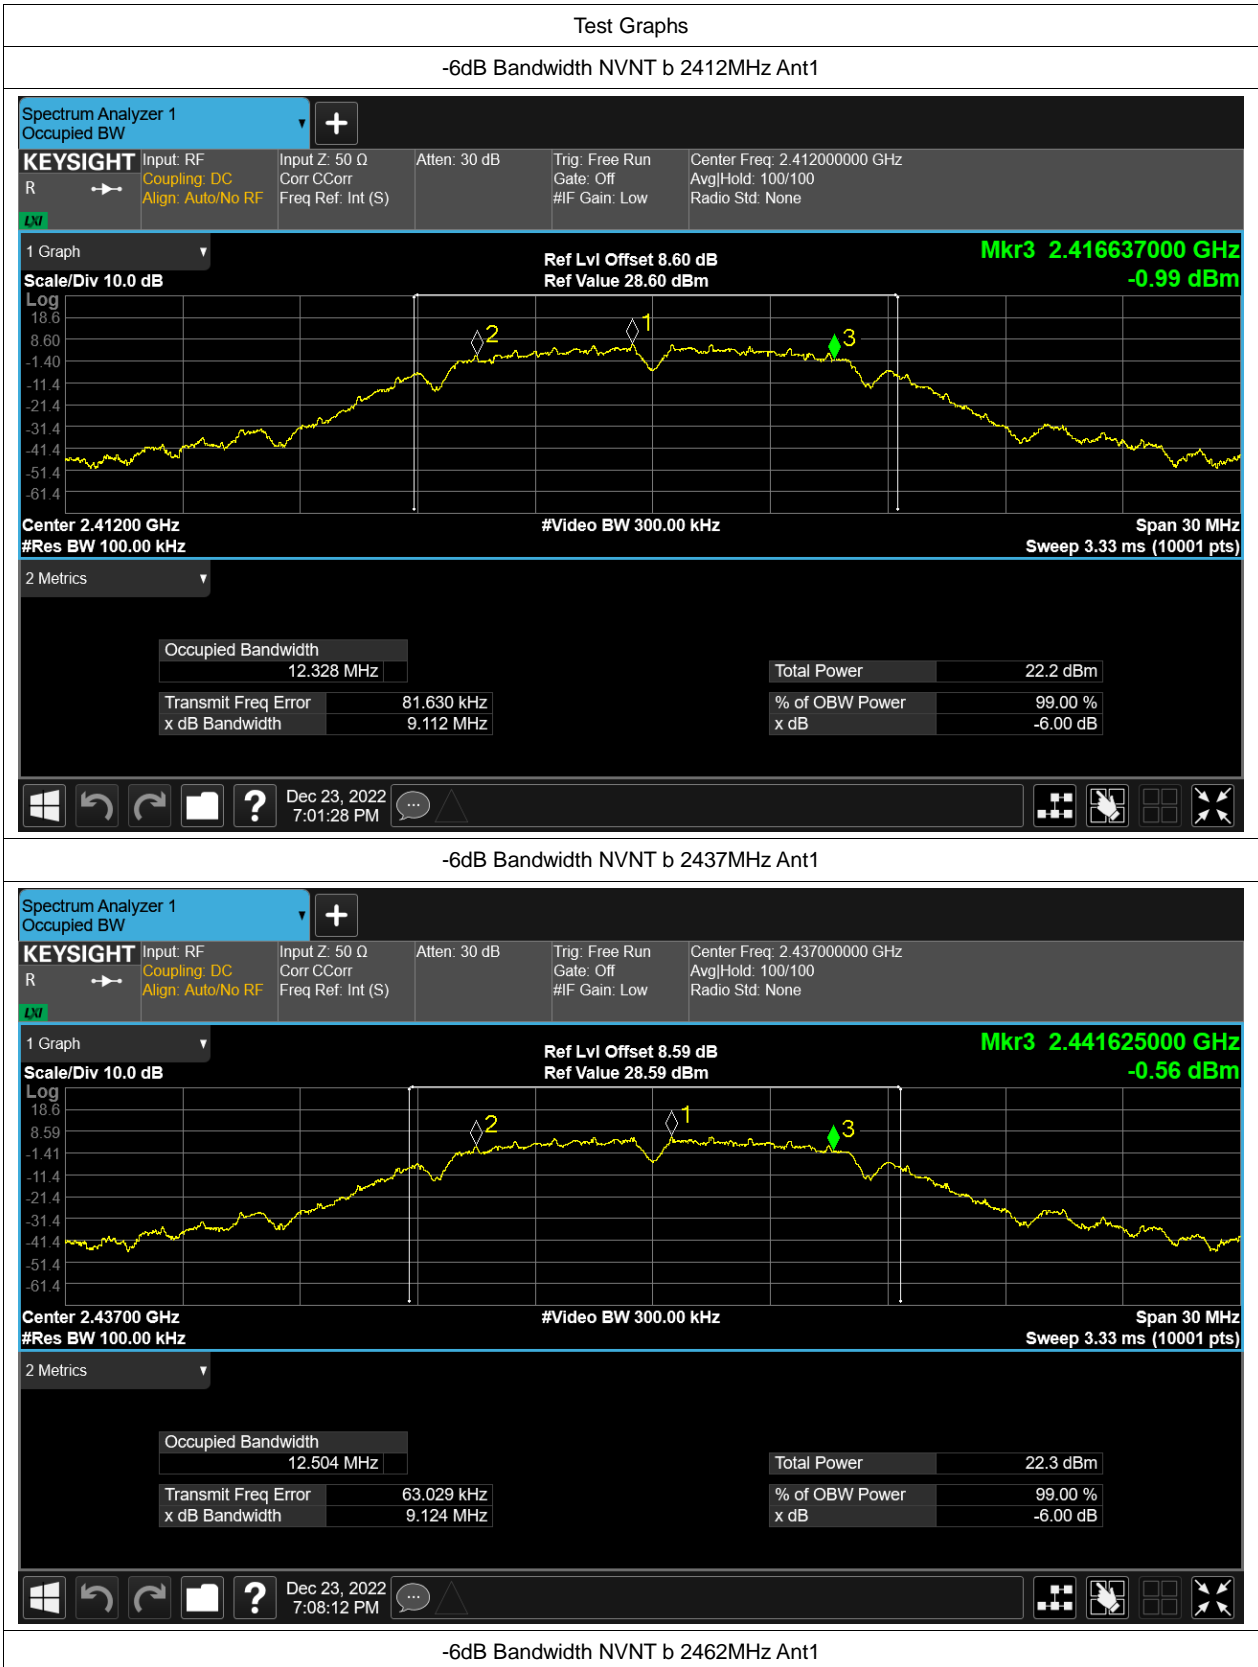 Test Graphs
-6dB Bandwidth NVNT b 2412MHz Ant1
Spectrum Analyzer 1
Occupied BW
KEYSIGHT Input: RF Input Z: 50 Ω Atten: 30 dB Trig: Free Run Center Freq: 2.412000000 GHz
R Coupling: DC Corr CCorr Gate: Off Avg|Hold: 100/100
Align: Auto/No RF Freq Ref: Int (S) #IF Gain: Low Radio Std: None
LXI
1 Graph Ref Lvl Offset 8.60 dB Mkr3 2.416637000 GHz
Scale/Div 10.0 dB Ref Value 28.60 dBm -0.99 dBm
Log
18.6
8.60
-1.40
-11.4
-21.4
-31.4
-41.4
-51.4
-61.4
2 1 3
Center 2.41200 GHz #Video BW 300.00 kHz Span 30 MHz
#Res BW 100.00 kHz Sweep 3.33 ms (10001 pts)
2 Metrics
Occupied Bandwidth
12.328 MHz Total Power 22.2 dBm
Transmit Freq Error 81.630 kHz % of OBW Power 99.00 %
x dB Bandwidth 9.112 MHz x dB -6.00 dB
Dec 23, 2022
7:01:28 PM
-6dB Bandwidth NVNT b 2437MHz Ant1
Spectrum Analyzer 1
Occupied BW
KEYSIGHT Input: RF Input Z: 50 Ω Atten: 30 dB Trig: Free Run Center Freq: 2.437000000 GHz
R Coupling: DC Corr CCorr Gate: Off Avg|Hold: 100/100
Align: Auto/No RF Freq Ref: Int (S) #IF Gain: Low Radio Std: None
LXI
1 Graph Ref Lvl Offset 8.59 dB Mkr3 2.441625000 GHz
Scale/Div 10.0 dB Ref Value 28.59 dBm -0.56 dBm
Log
18.6
8.59
-1.41
-11.4
-21.4
-31.4
-41.4
-51.4
-61.4
2 1 3
Center 2.43700 GHz #Video BW 300.00 kHz Span 30 MHz
#Res BW 100.00 kHz Sweep 3.33 ms (10001 pts)
2 Metrics
Occupied Bandwidth
12.504 MHz Total Power 22.3 dBm
Transmit Freq Error 63.029 kHz % of OBW Power 99.00 %
x dB Bandwidth 9.124 MHz x dB -6.00 dB
Dec 23, 2022
7:08:12 PM
-6dB Bandwidth NVNT b 2462MHz Ant1